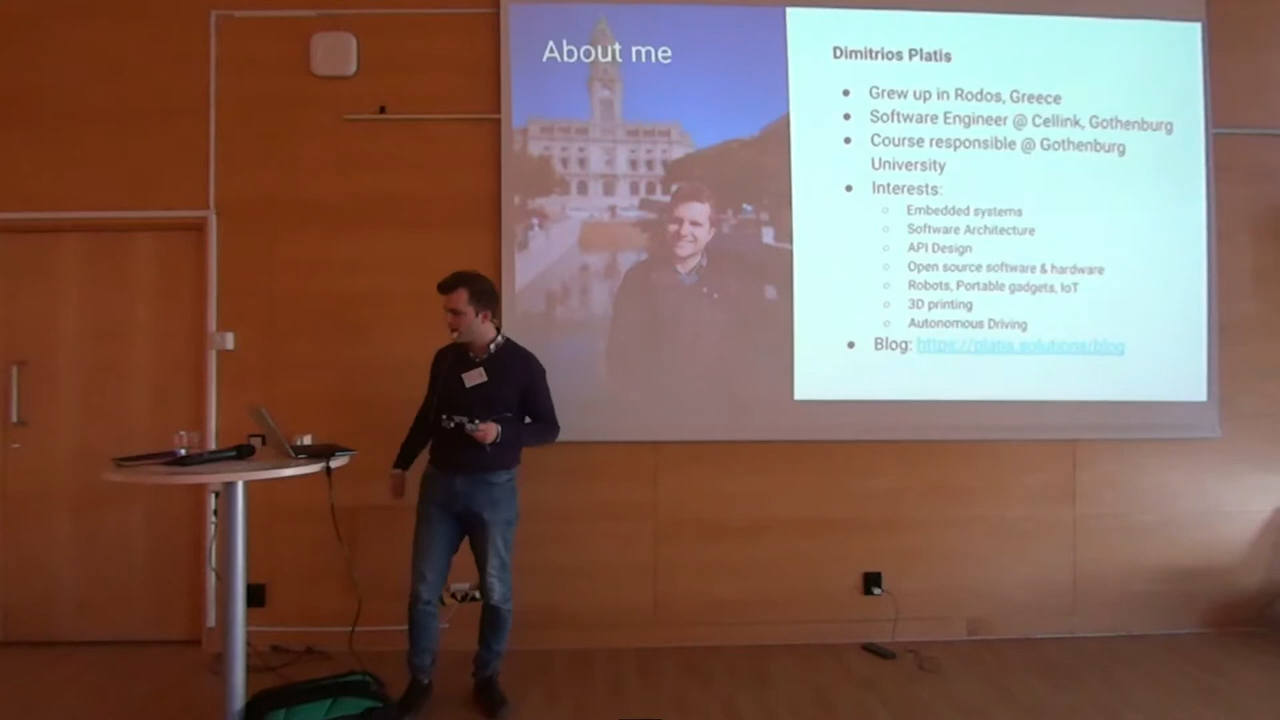 About me
Dimitrios Platis
Grew up in Rodos, Greece
Software Engineer @ Cellink, Gothenburg
Course responsible @ Gothenburg
University
Interests:
Embedded systems
Software Architecture
API Design
Open source software & hardware
Robots, Portable gadgets, IoT
3D printing
Autonomous Driving
Blog: https://platis.solutions/blog